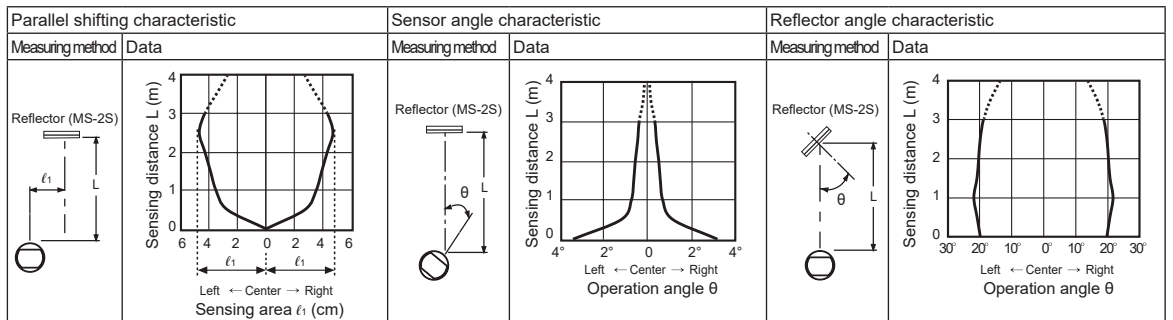 Parallel shifting characteristic
Measuring method
Data
Reflector (MS-2S)
ℓ1
L
Sensing distance L (m)
4
3
2
1
0
6 4 2 0 2 4 6
ℓ1 ℓ1
Left ← Center → Right
Sensing area ℓ1 (cm)
Sensor angle characteristic
Measuring method
Data
Reflector (MS-2S)
θ
L
Sensing distance L (m)
4
3
2
1
0
4° 2° 0 2° 4°
Left ← Center → Right
Operation angle θ
Reflector angle characteristic
Measuring method
Data
Reflector (MS-2S)
θ
L
Sensing distance L (m)
4
3
2
1
0
30° 20° 10° 0° 10° 20° 30°
Left ← Center → Right
Operation angle θ